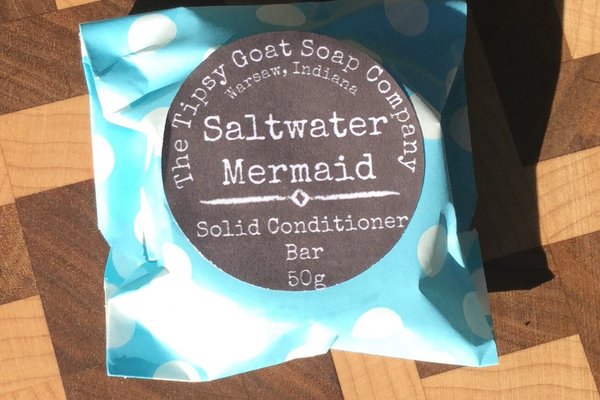 The Tipsy Goat Soap Company
Warsaw, Indiana
Saltwater
Mermaid
Solid Conditioner
Bar
50g